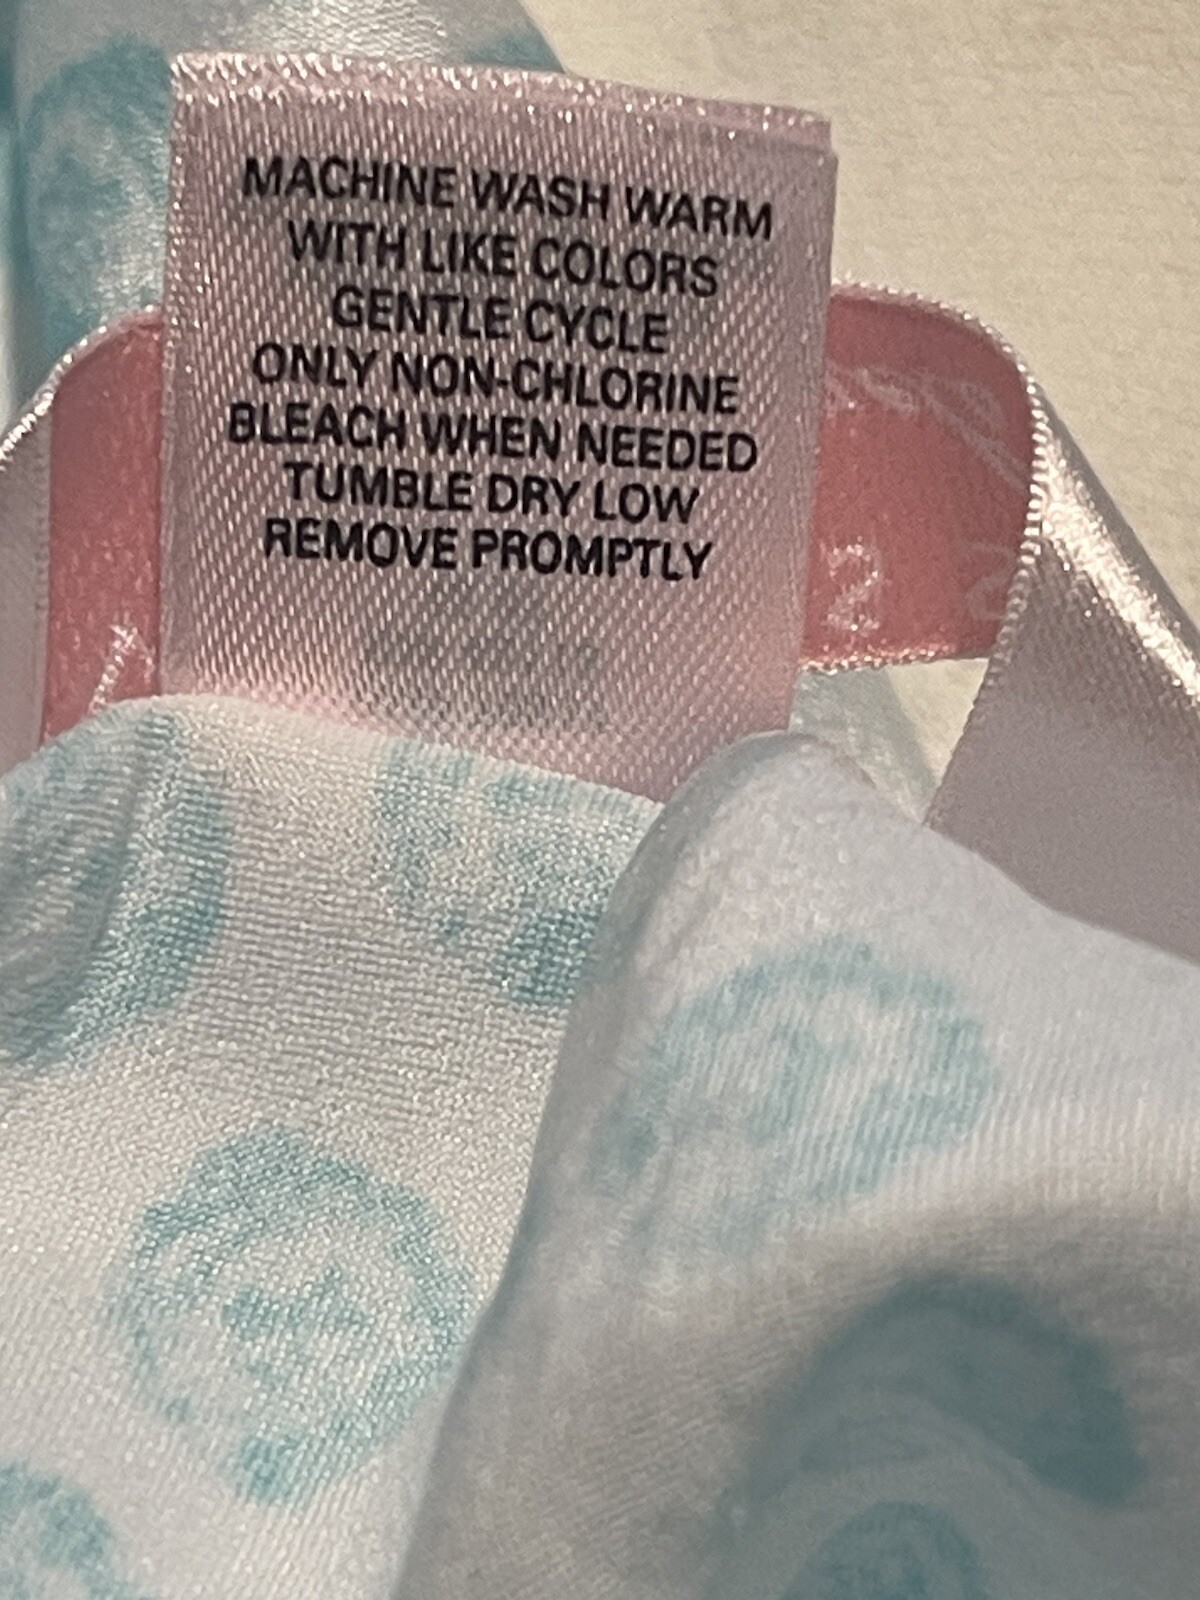 MACHINE WASH WARM
WITH LIKE COLORS
GENTLE CYCLE
ONLY NON-CHLORINE
BLEACH WHEN NEEDED
TUMBLE DRY LOW
REMOVE PROMPTLY